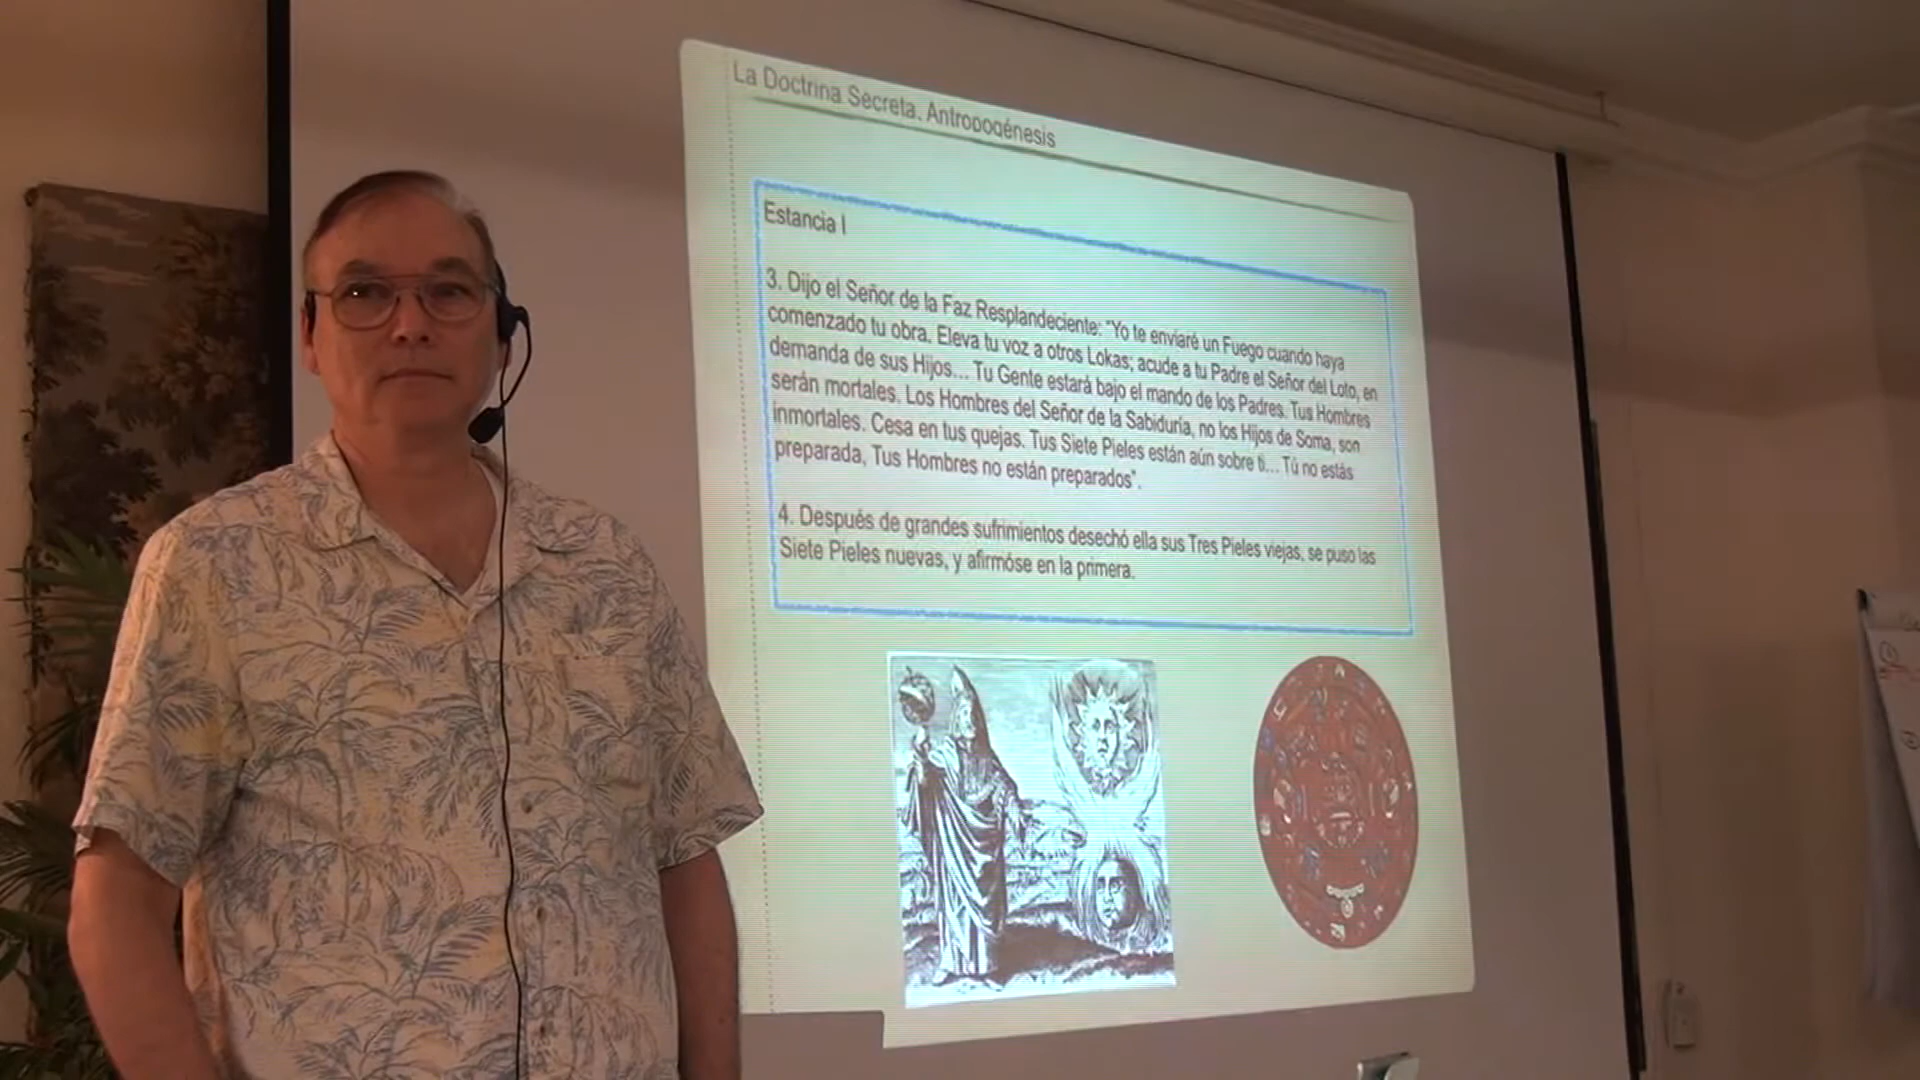 La Doctrina Secreta. Antropogénesis
Estancia I
3. Dijo el Señor de la Faz Resplandeciente: "Yo te enviaré un Fuego cuando haya
comenzado tu obra. Eleva tu voz a otros Lokas; acude a tu Padre el Señor del Loto, en
demanda de sus Hijos... Tu Gente estará bajo el mando de los Padres. Tus Hombres
serán mortales. Los Hombres del Señor de la Sabiduría, no los Hijos de Soma, son
inmortales. Cesa en tus quejas. Tus Siete Pieles están aún sobre ti... Tú no estás
preparada, Tus Hombres no están preparados".
4. Después de grandes sufrimientos desechó ella sus Tres Pieles viejas, se puso las
Siete Pieles nuevas, y afirmóse en la primera.